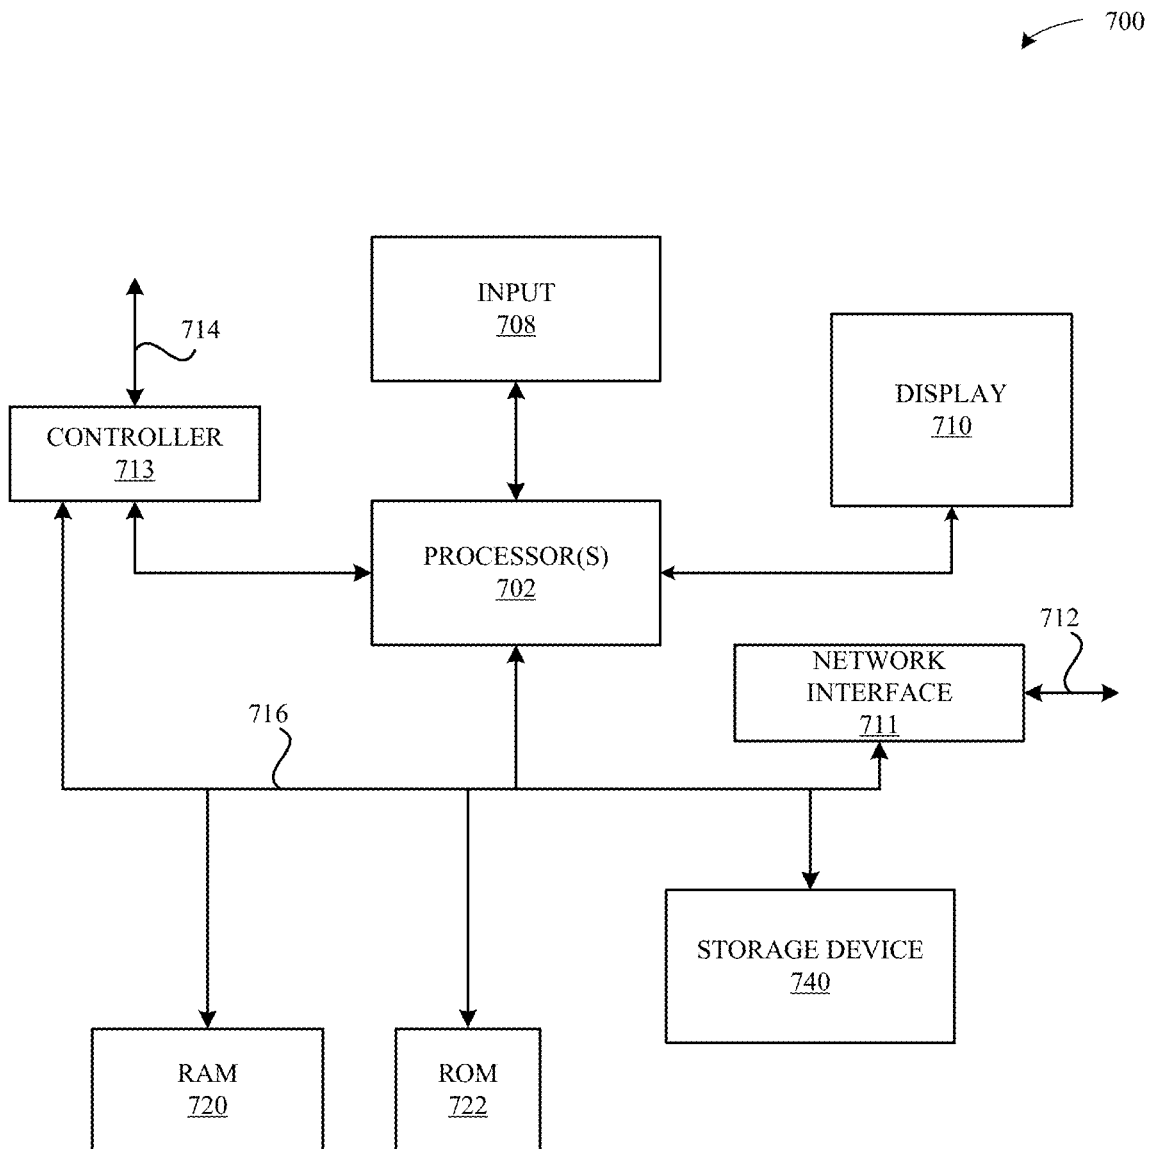 700
INPUT
708
714
DISPLAY
710
CONTROLLER
713
PROCESSOR(S)
702
712
NETWORK
INTERFACE
711
716
STORAGE DEVICE
740
RAM
720
ROM
722